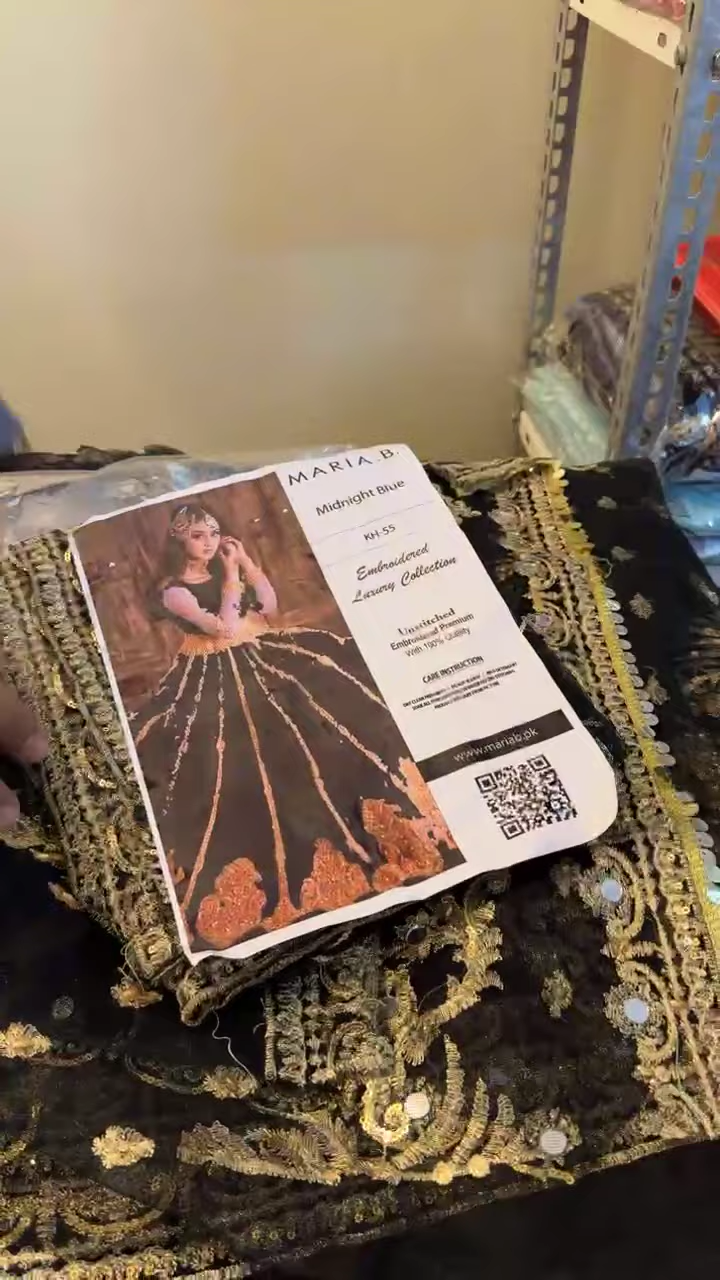 MARIA.B.
Midnight Blue
KH-55
Embroidered
Luxury Collection
Unstitched
Embroidered Premium
With 100% Quality
CARE INSTRUCTION
www.mariab.pk